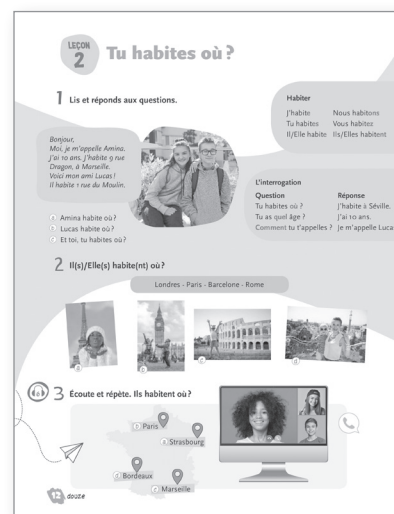 LEÇON
2
Tu habites où ?
1 Lis et réponds aux questions.
Bonjour,
Moi, je m'appelle Amina.
J'ai 10 ans. J'habite 9 rue
Dragon, à Marseille.
Voici mon ami Lucas !
Il habite 1 rue du Moulin.
a Amina habite où ?
b Lucas habite où ?
c Et toi, tu habites où ?
Habiter
J'habite Nous habitons
Tu habites Vous habitez
Il/Elle habite Ils/Elles habitent
L'interrogation
Question Réponse
Tu habites où ? J'habite à Séville.
Tu as quel âge ? J'ai 10 ans.
Comment tu t'appelles ? Je m'appelle Luca
2 Il(s)/Elle(s) habite(nt) où ?
Londres - Paris - Barcelone - Rome
a
b
c
d
3 Écoute et répète. Ils habitent où ?
b Paris
a Strasbourg
d Bordeaux
c Marseille
12 douze